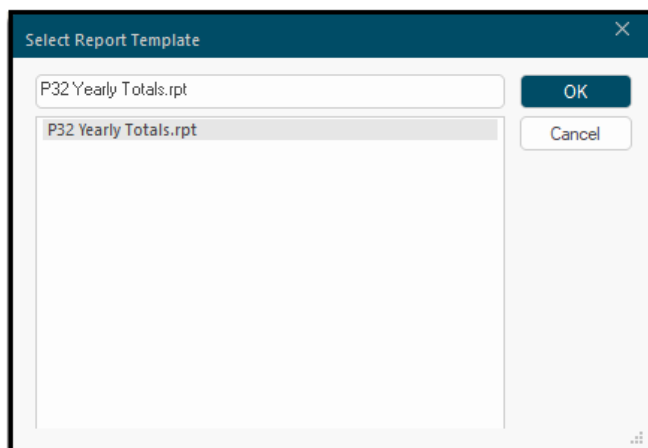 Select Report Template
P32 Yearly Totals.rpt
OK
P32 Yearly Totals.rpt
Cancel